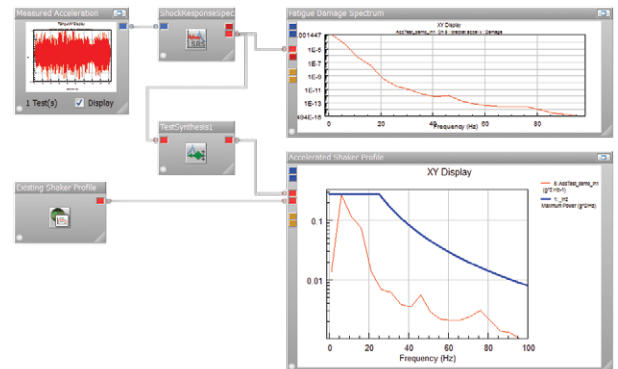 Measured Acceleration
1 Test(s)
Display
ShockResponseSpec
SRS
TestSynthesis1
Existing Shaker Profile
Fatigue Damage Spectrum
XY Display
1E-5
1E-7
1E-9
1E-11
1E-13
0
20
40
60
80
Frequency (Hz)
Accelerated Shaker Profile
XY Display
0.1
0.01
0
20
40
60
80
100
Frequency (Hz)
Maximum Power (g^2/Hz)